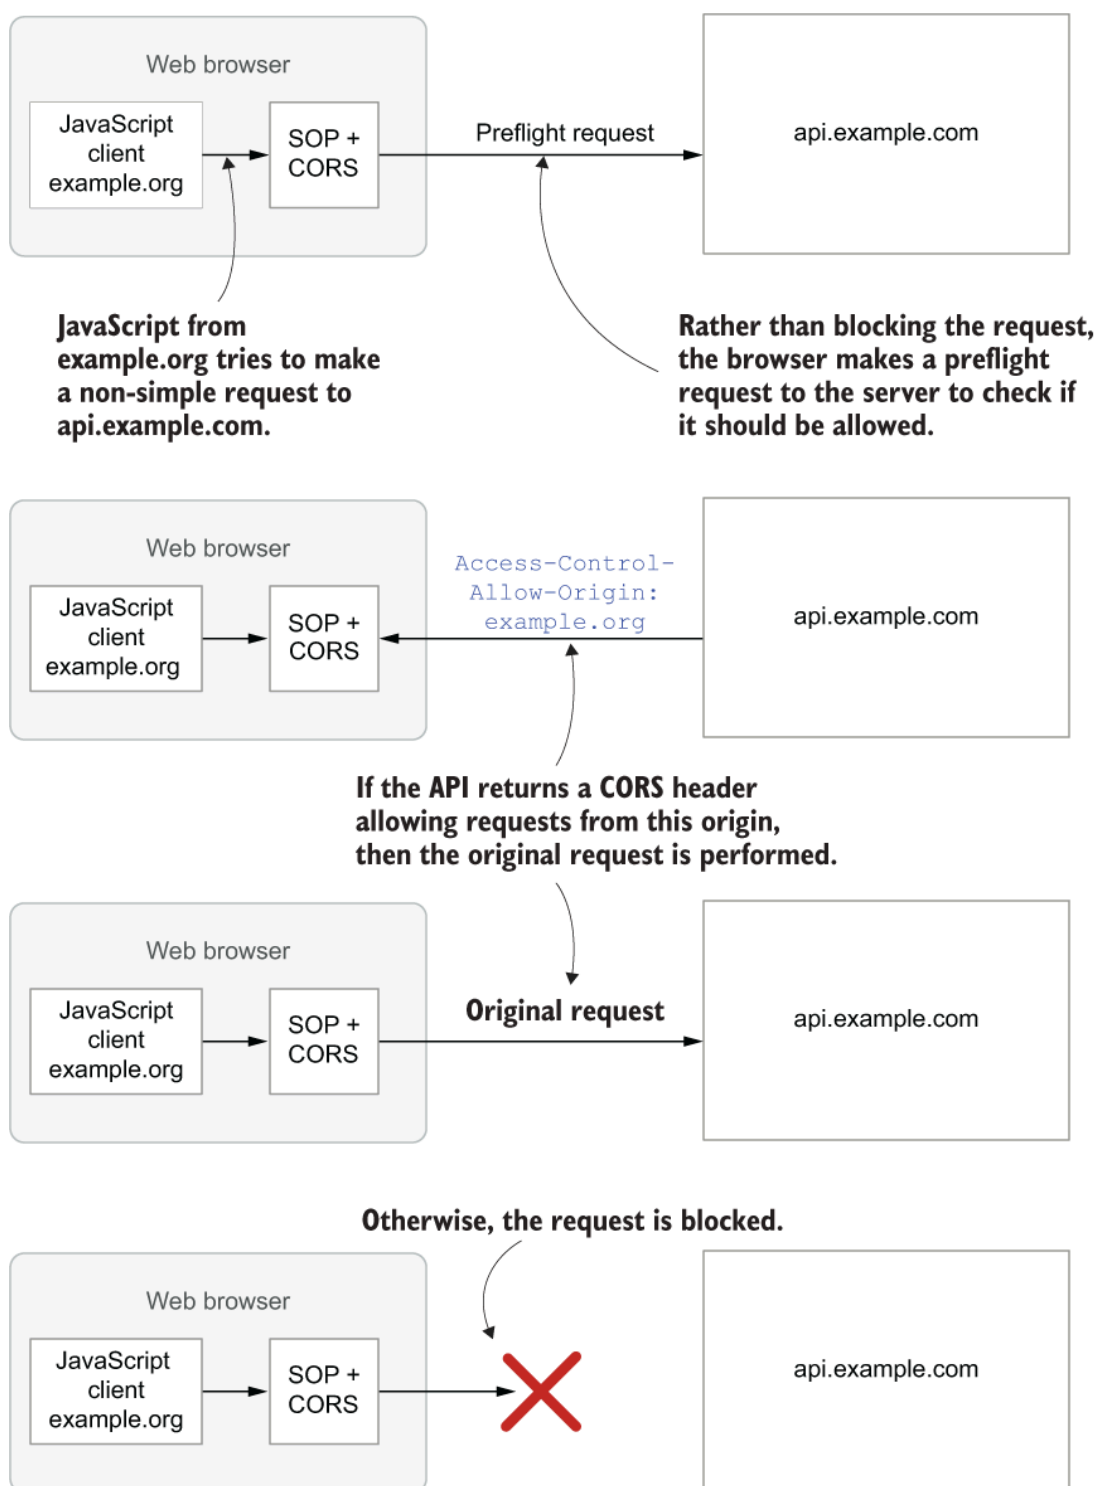 Web browser
JavaScript
client
example.org
SOP +
CORS
Preflight request
api.example.com
JavaScript from
example.org tries to make
a non-simple request to
api.example.com.
Rather than blocking the request,
the browser makes a preflight
request to the server to check if
it should be allowed.
Web browser
JavaScript
client
example.org
SOP +
CORS
Access-Control-
Allow-Origin:
example.org
api.example.com
If the API returns a CORS header
allowing requests from this origin,
then the original request is performed.
Web browser
JavaScript
client
example.org
SOP +
CORS
Original request
api.example.com
Otherwise, the request is blocked.
Web browser
JavaScript
client
example.org
SOP +
CORS
api.example.com